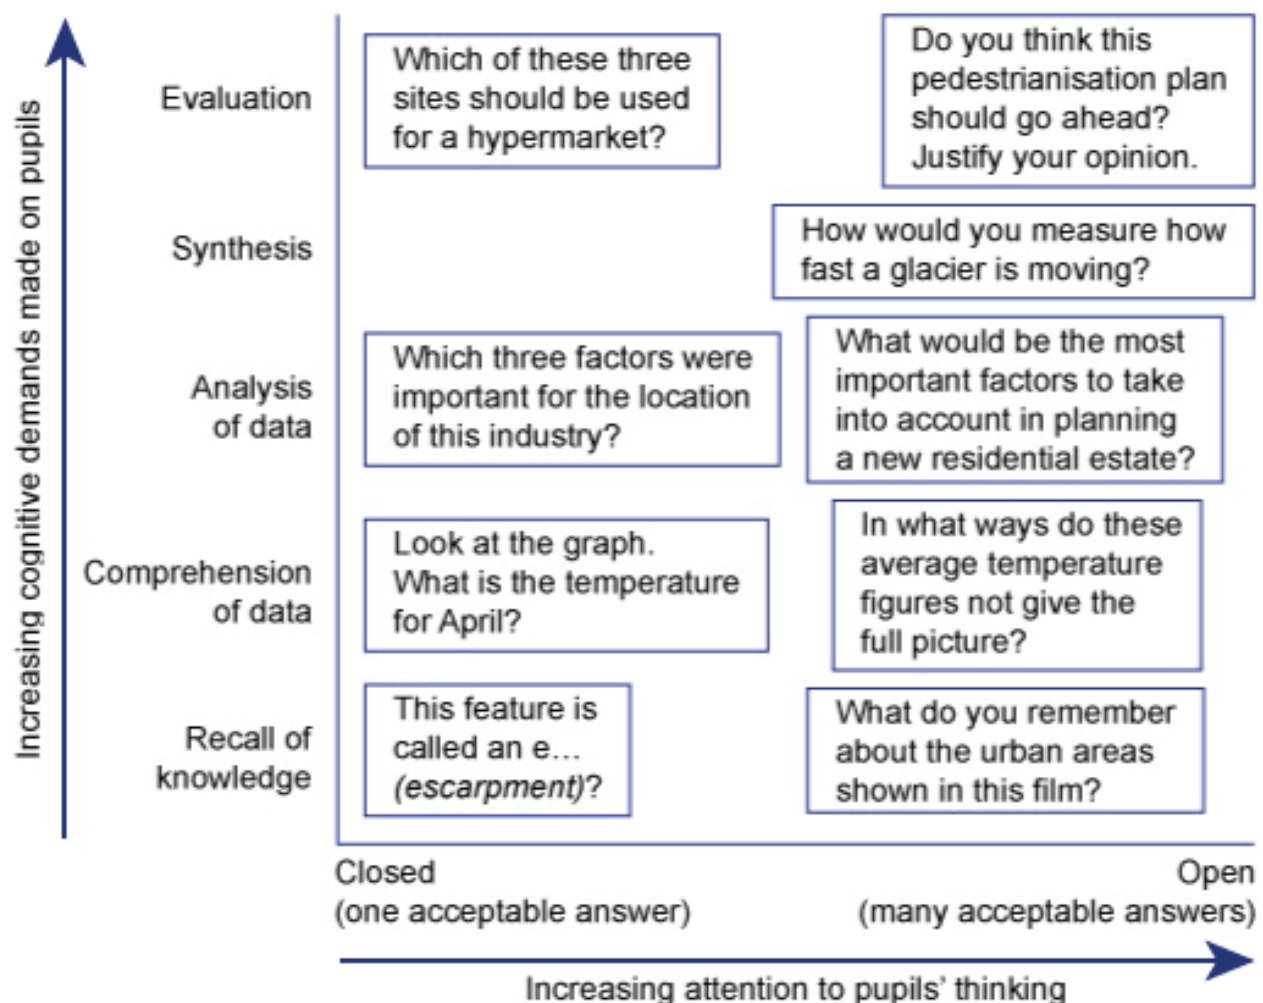 Increasing cognitive demands made on pupils
Evaluation
Which of these three
sites should be used
for a hypermarket?
Do you think this
pedestrianisation plan
should go ahead?
Justify your opinion.
Synthesis
How would you measure how
fast a glacier is moving?
Analysis
of data
Which three factors were
important for the location
of this industry?
What would be the most
important factors to take
into account in planning
a new residential estate?
Comprehension
of data
Look at the graph.
What is the temperature
for April?
In what ways do these
average temperature
figures not give the
full picture?
Recall of
knowledge
This feature is
called an e...
(escarpment)?
What do you remember
about the urban areas
shown in this film?
Closed
(one acceptable answer)
Open
(many acceptable answers)
Increasing attention to pupils' thinking